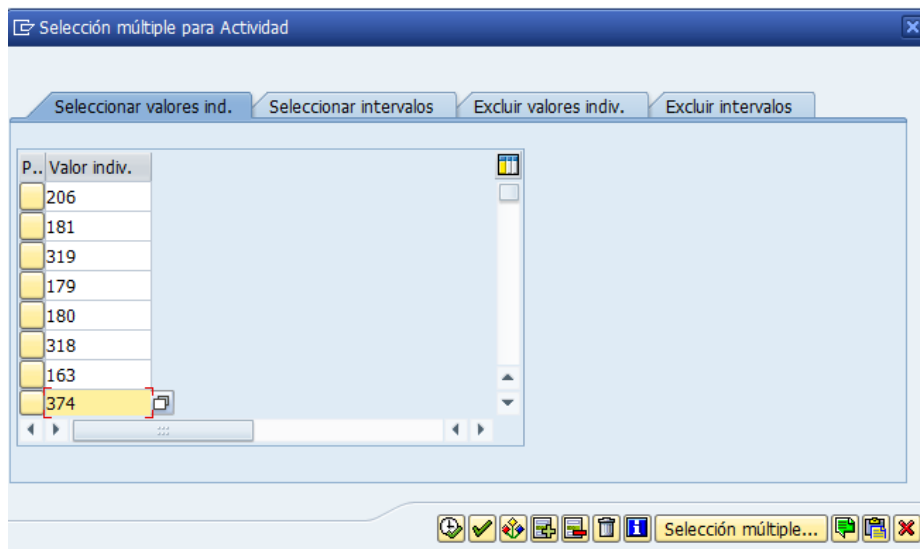 Selección múltiple para Actividad
Seleccionar valores ind. Seleccionar intervalos Excluir valores indiv. Excluir intervalos
P.. Valor indiv.
206
181
319
179
180
318
163
374
Selección múltiple...